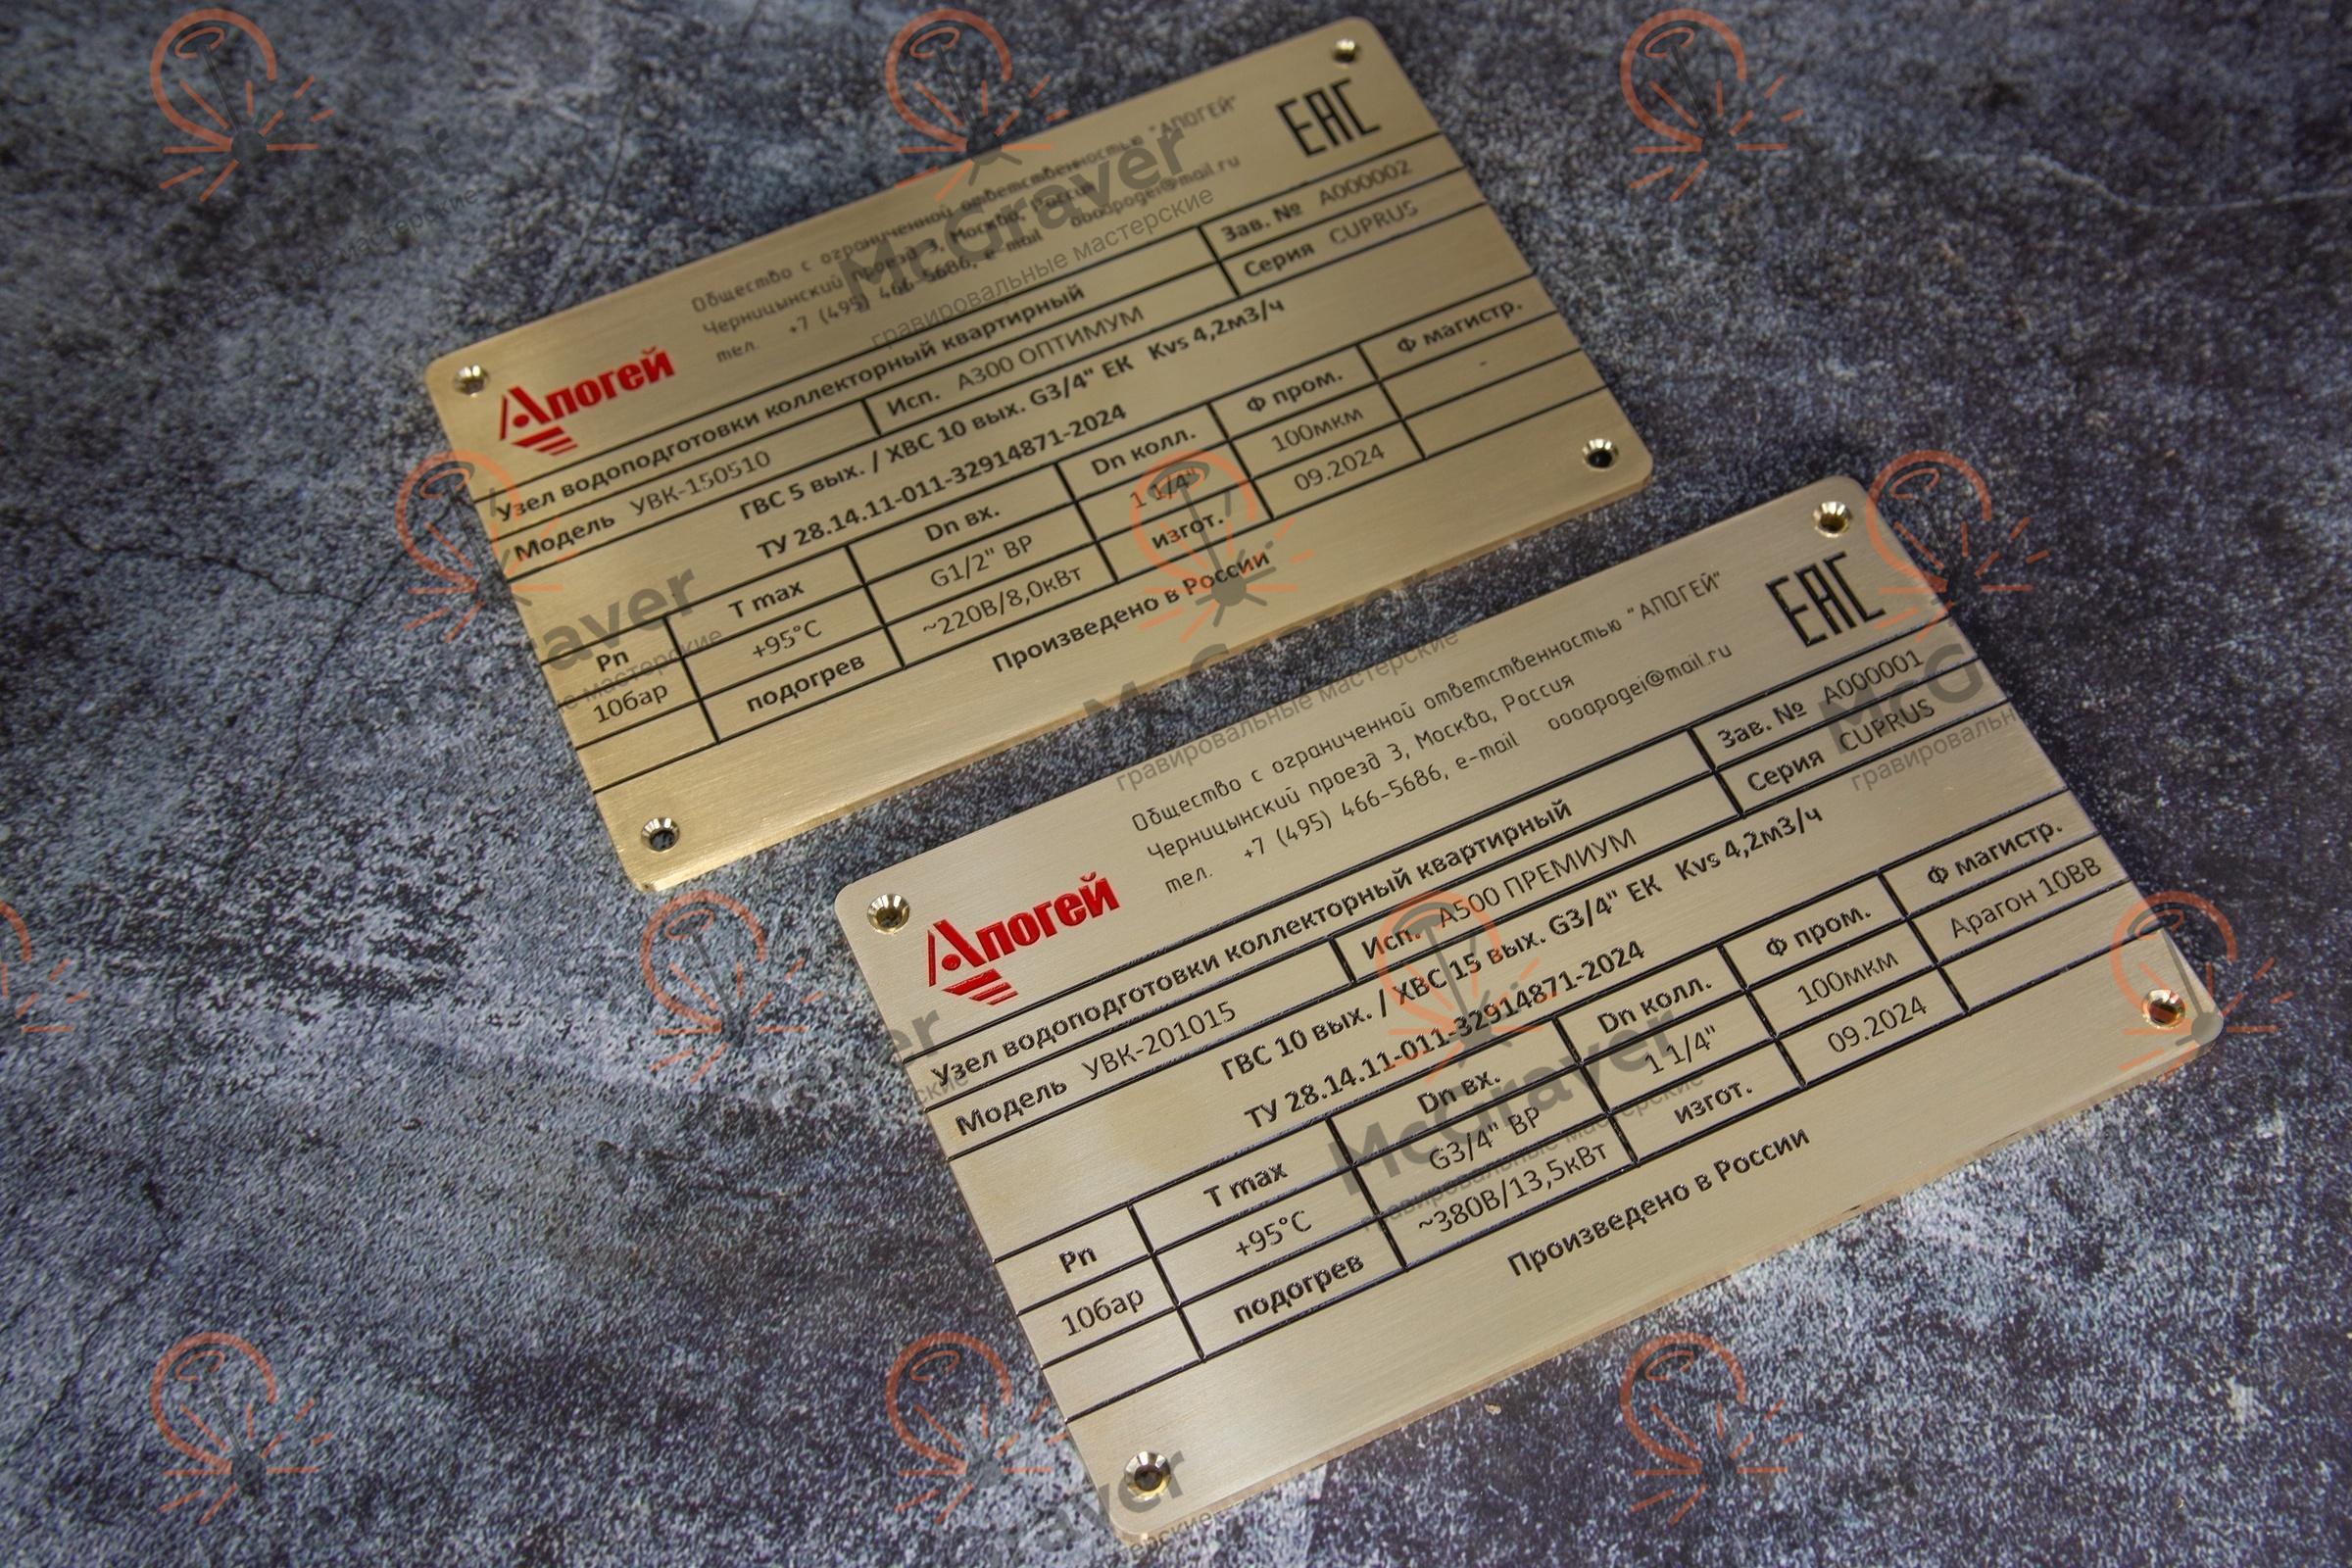 Апогей
Общество с ограниченной ответственностью "АПОГЕЙ"
Черницынский проезд 3, Москва, Россия
тел. +7 (495) 466-5686, e-mail oooapogei@mail.ru
EAC
Узел водоподготовки коллекторный квартирный
Зав. № А000002
Модель УВК-150510
Исп. А300 ОПТИМУМ
Серия CUPRUS
ГВС 5 вых. / ХВС 10 вых. G3/4" ЕК Kvs 4,2м3/ч
ТУ 28.14.11-011-32914871-2024
Pn T max Dn вх. Dn колл. Ф пром. Ф магистр.
10бар +95°С G1/2" ВР 1 1/4" 100мкм -
подогрев ~220В/8,0кВт изгот. 09.2024
Произведено в России
Апогей
Общество с ограниченной ответственностью "АПОГЕЙ"
Черницынский проезд 3, Москва, Россия
тел. +7 (495) 466-5686, e-mail oooapogei@mail.ru
EAC
Узел водоподготовки коллекторный квартирный
Зав. № А000001
Модель УВК-201015
Исп. А500 ПРЕМИУМ
Серия CUPRUS
ГВС 10 вых. / ХВС 15 вых. G3/4" ЕК Kvs 4,2м3/ч
ТУ 28.14.11-011-32914871-2024
Pn T max Dn вх. Dn колл. Ф пром. Ф магистр.
10бар +95°С G3/4" ВР 1 1/4" 100мкм Арагон 10ВВ
подогрев ~380В/13,5кВт изгот. 09.2024
Произведено в России
McGraver
гравировальные мастерские